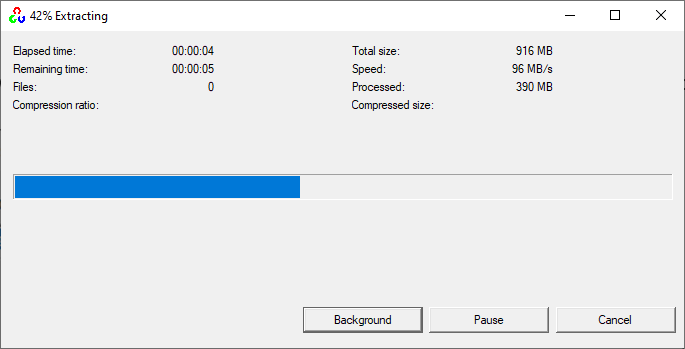 42% Extracting
Elapsed time: 00:00:04 Total size: 916 MB
Remaining time: 00:00:05 Speed: 96 MB/s
Files: 0 Processed: 390 MB
Compression ratio: Compressed size:
Background Pause Cancel